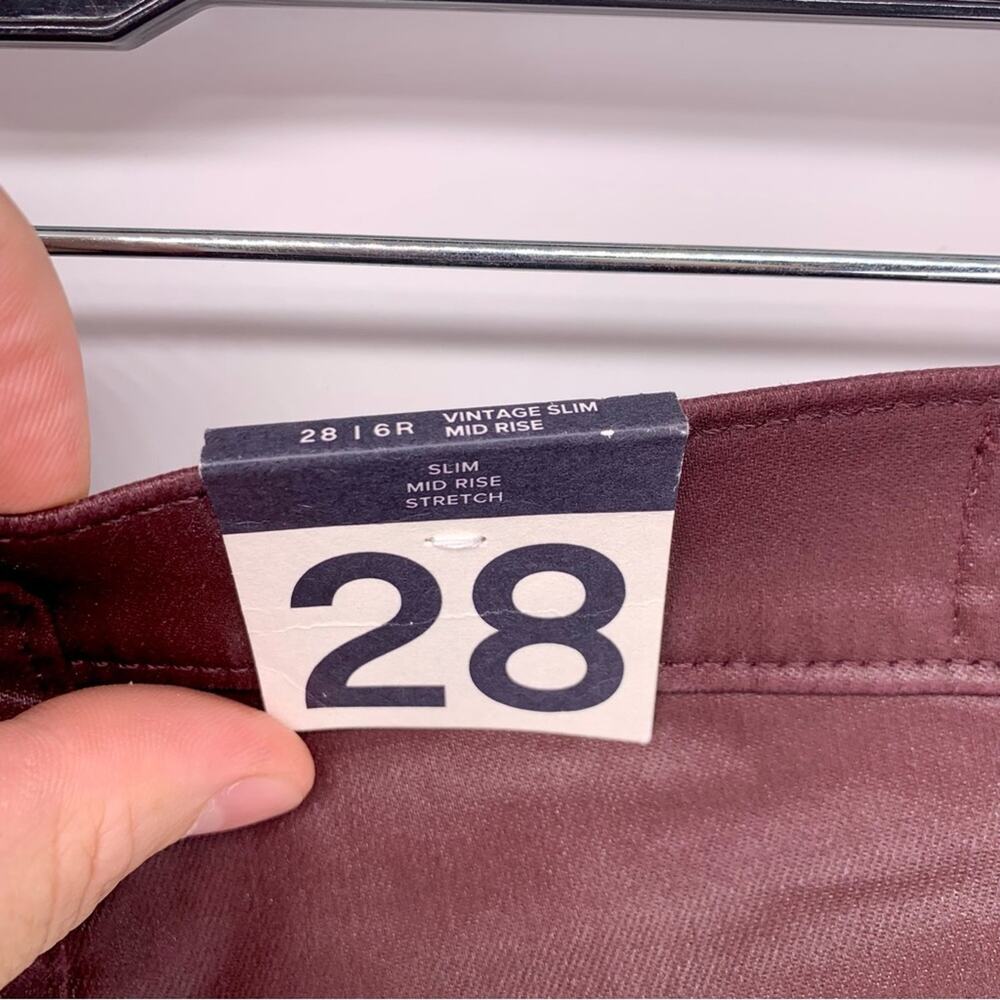 28 | 6R VINTAGE SLIM
MID RISE
SLIM
MID RISE
STRETCH
28